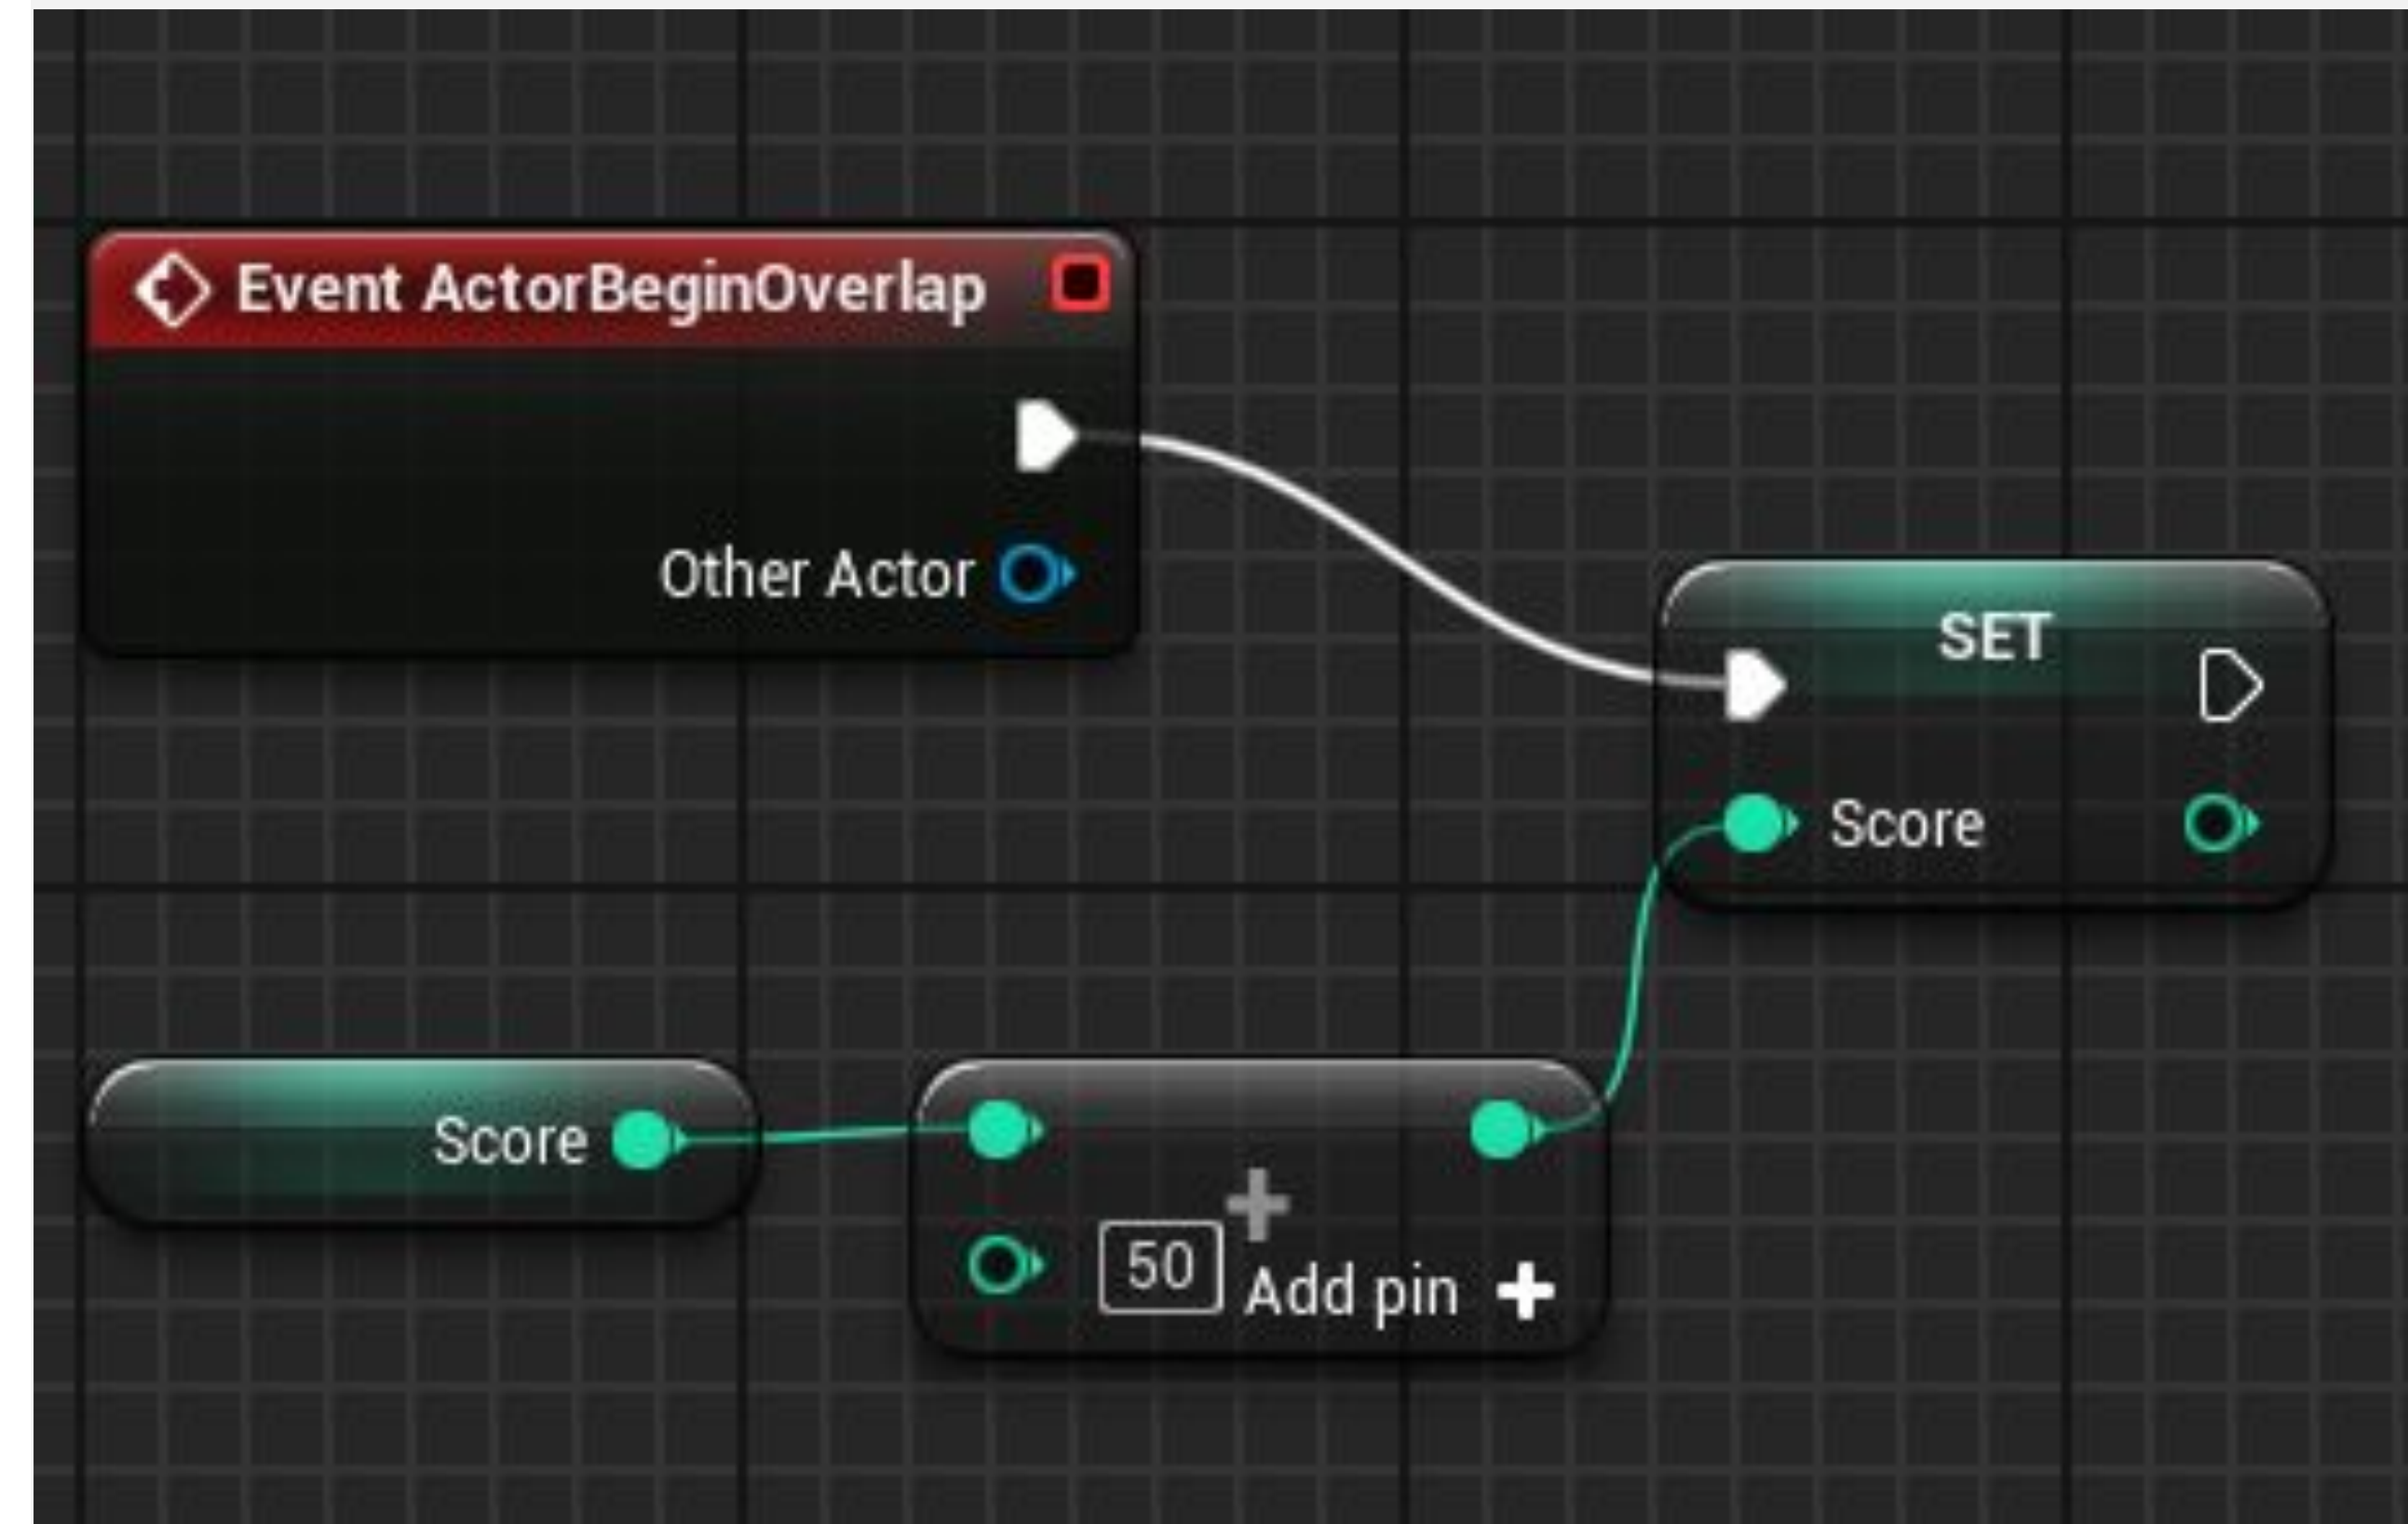 Event ActorBeginOverlap
Other Actor
SET
Score
Score
50
Add pin